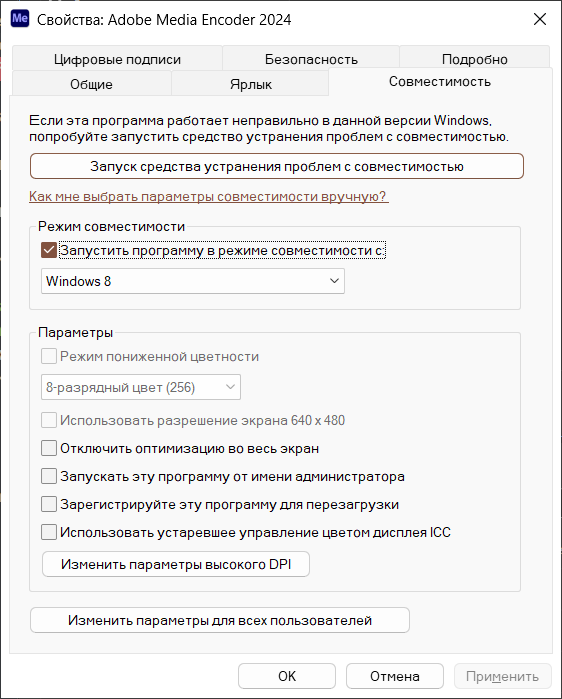 Me Свойства: Adobe Media Encoder 2024
Цифровые подписи Безопасность Подробно
Общие Ярлык Совместимость
Если эта программа работает неправильно в данной версии Windows,
попробуйте запустить средство устранения проблем с совместимостью.
Запуск средства устранения проблем с совместимостью
Как мне выбрать параметры совместимости вручную?
Режим совместимости
Запустить программу в режиме совместимости с:
Windows 8
Параметры
Режим пониженной цветности
8-разрядный цвет (256)
Использовать разрешение экрана 640 x 480
Отключить оптимизацию во весь экран
Запускать эту программу от имени администратора
Зарегистрируйте эту программу для перезагрузки
Использовать устаревшее управление цветом дисплея ICC
Изменить параметры высокого DPI
Изменить параметры для всех пользователей
ОК Отмена Применить